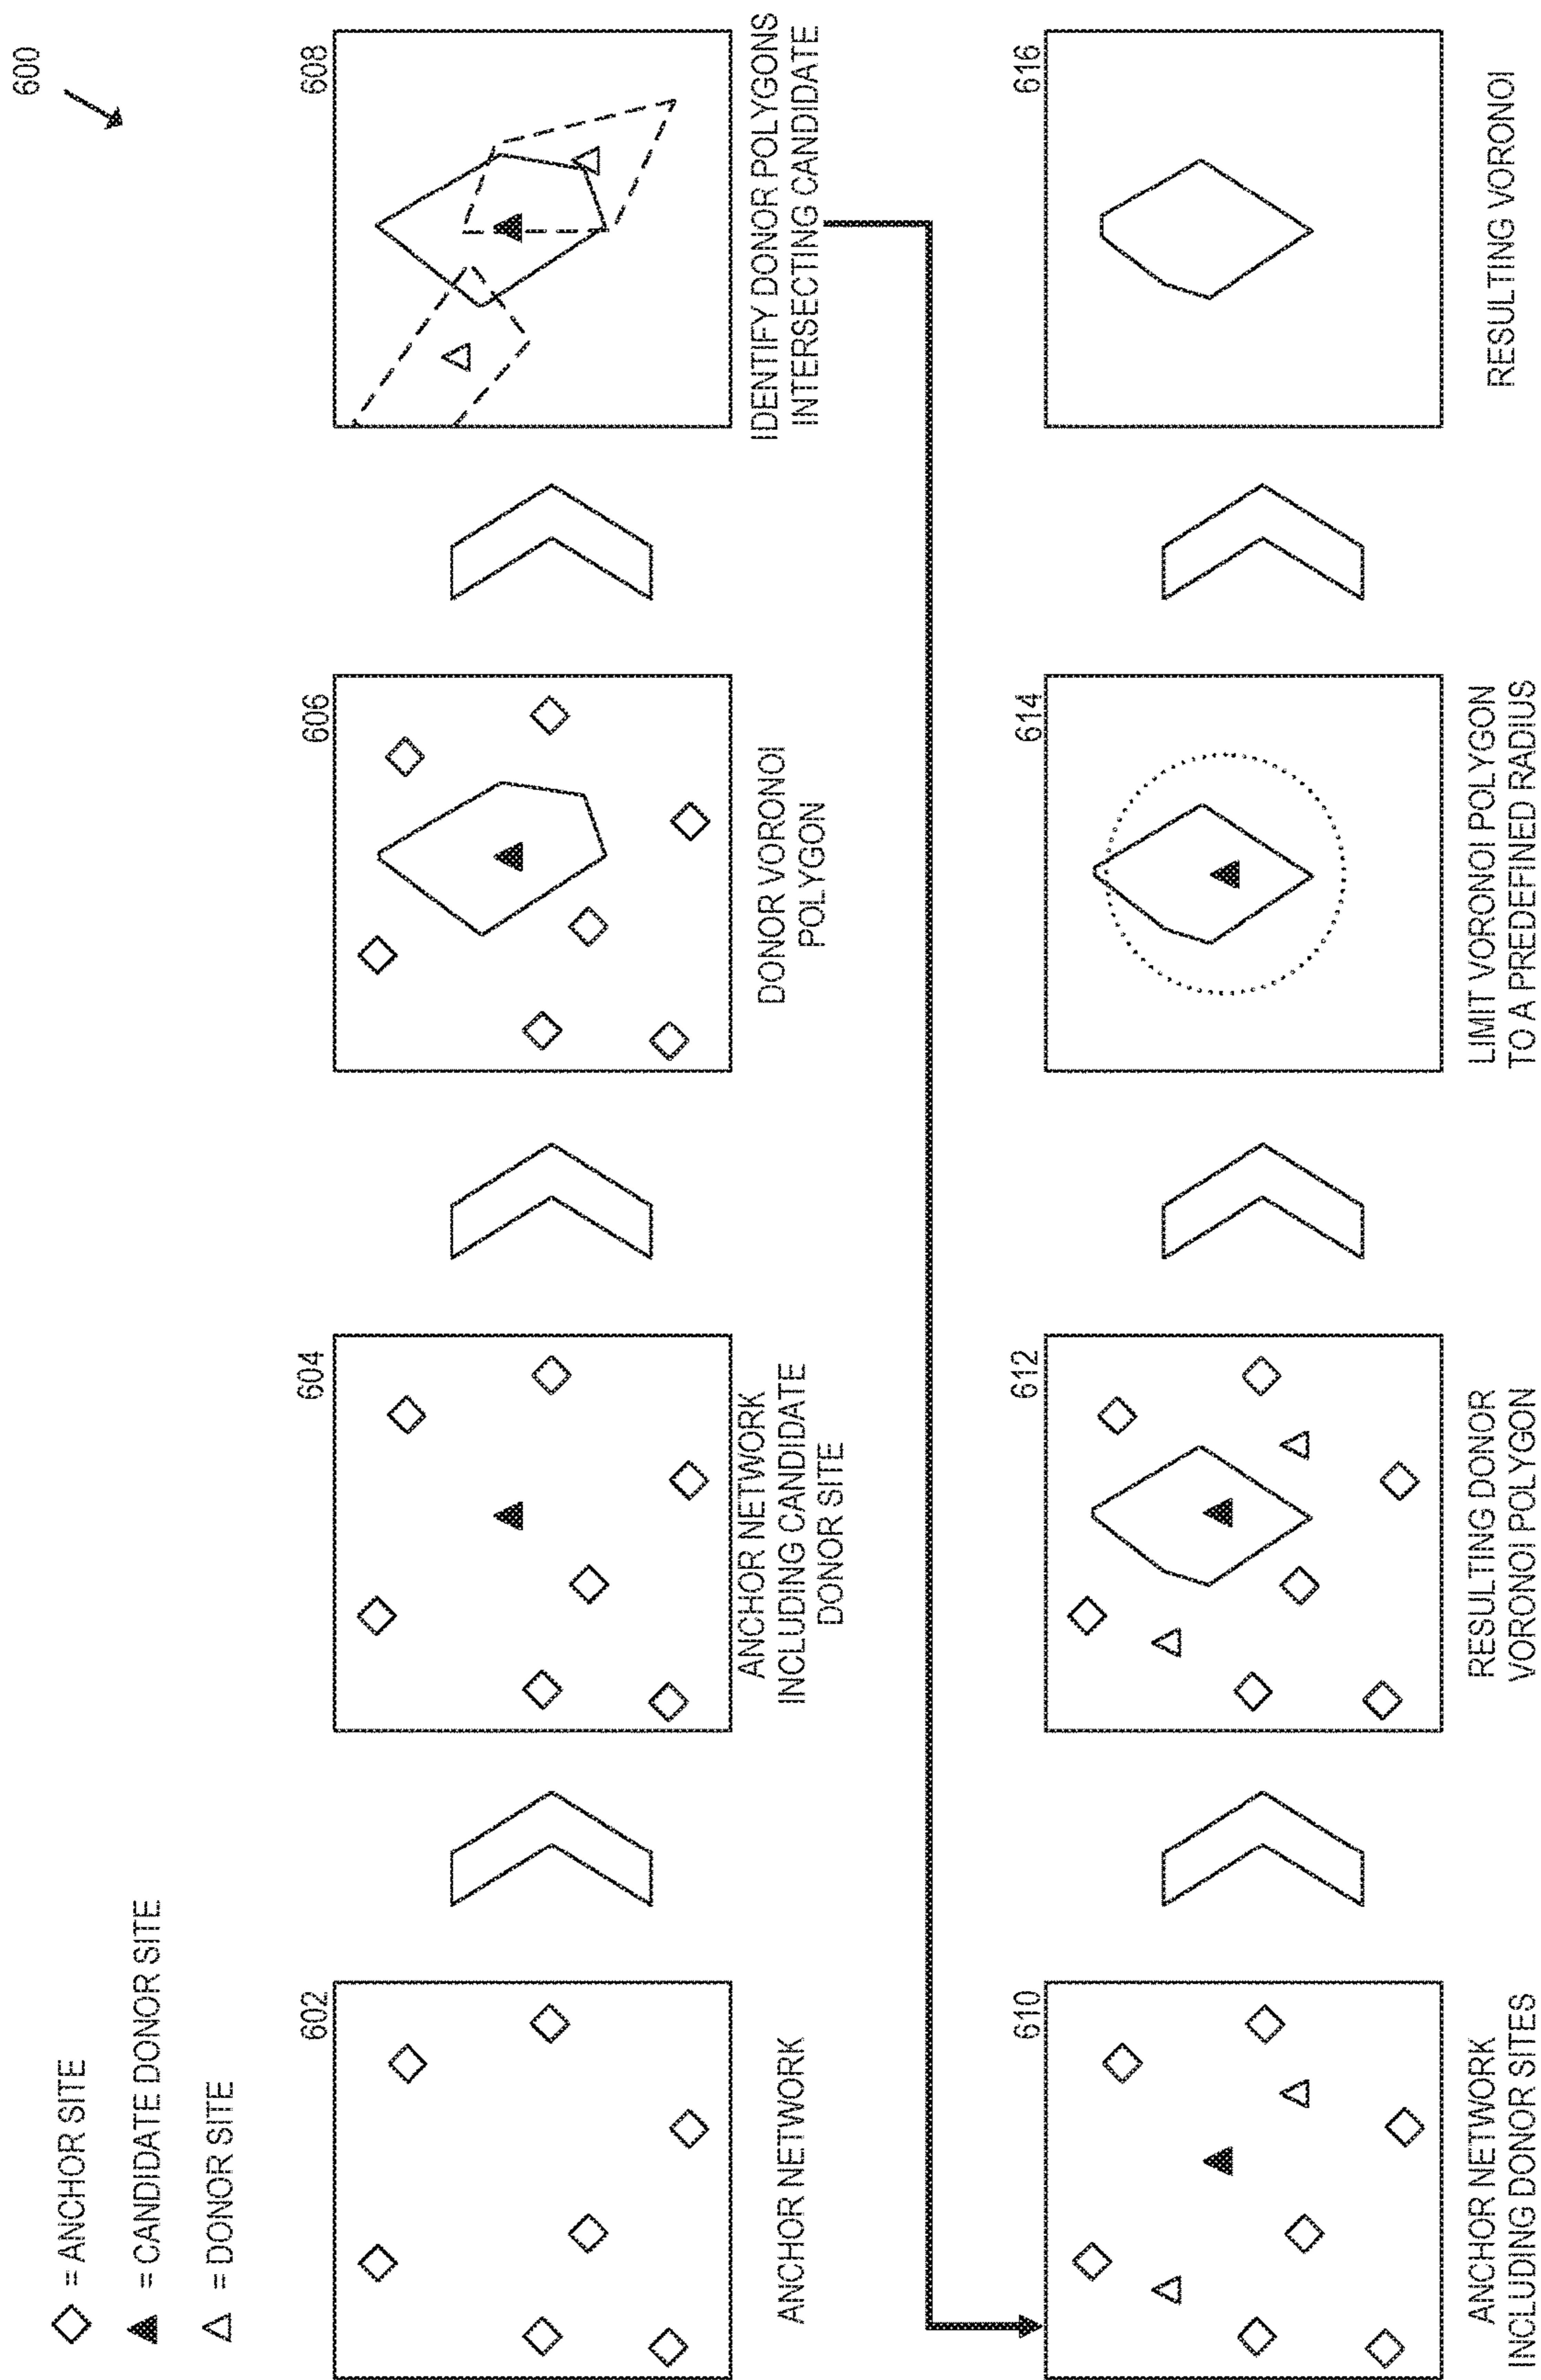 600
= ANCHOR SITE
= CANDIDATE DONOR SITE
= DONOR SITE
602
ANCHOR NETWORK
604
ANCHOR NETWORK
INCLUDING CANDIDATE
DONOR SITE
606
DONOR VORONOI
POLYGON
608
IDENTIFY DONOR POLYGONS
INTERSECTING CANDIDATE
610
ANCHOR NETWORK
INCLUDING DONOR SITES
612
RESULTING DONOR
VORONOI POLYGON
614
LIMIT VORONOI POLYGON
TO A PREDEFINED RADIUS
616
RESULTING VORONOI